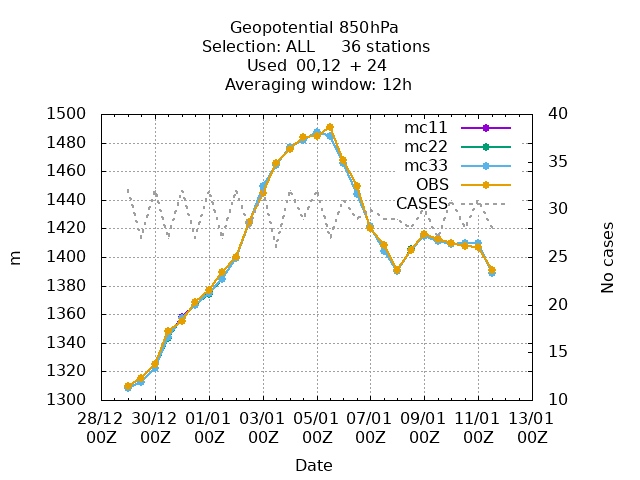 Geopotential 850hPa
Selection: ALL 36 stations
Used 00,12 + 24
Averaging window: 12h
1500
1480
1460
1440
1420
1400
1380
1360
1340
1320
1300
m
40
35
30
25
20
15
10
No cases
mc11
mc22
mc33
OBS
CASES
28/12 30/12 01/01 03/01 05/01 07/01 09/01 11/01 13/01
00Z 00Z 00Z 00Z 00Z 00Z 00Z 00Z 00Z
Date